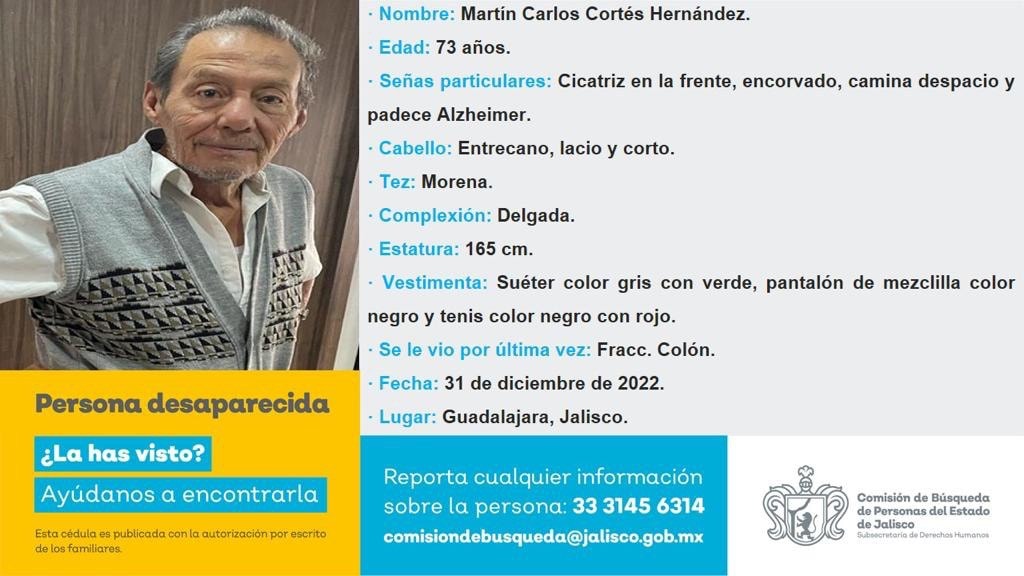 · Nombre: Martín Carlos Cortés Hernández.
· Edad: 73 años.
· Señas particulares: Cicatriz en la frente, encorvado, camina despacio y
padece Alzheimer.
· Cabello: Entrecano, lacio y corto.
· Tez: Morena.
· Complexión: Delgada.
· Estatura: 165 cm.
· Vestimenta: Suéter color gris con verde, pantalón de mezclilla color
negro y tenis color negro con rojo.
· Se le vio por última vez: Fracc. Colón.
· Fecha: 31 de diciembre de 2022.
· Lugar: Guadalajara, Jalisco.
Persona desaparecida
¿La has visto?
Ayúdanos a encontrarla
Esta cédula es publicada con la autorización por escrito
de los familiares.
Reporta cualquier información
sobre la persona: 33 3145 6314
comisiondebusqueda@jalisco.gob.mx
Comisión de Búsqueda
de Personas del Estado
de Jalisco
Subsecretaría de Derechos Humanos